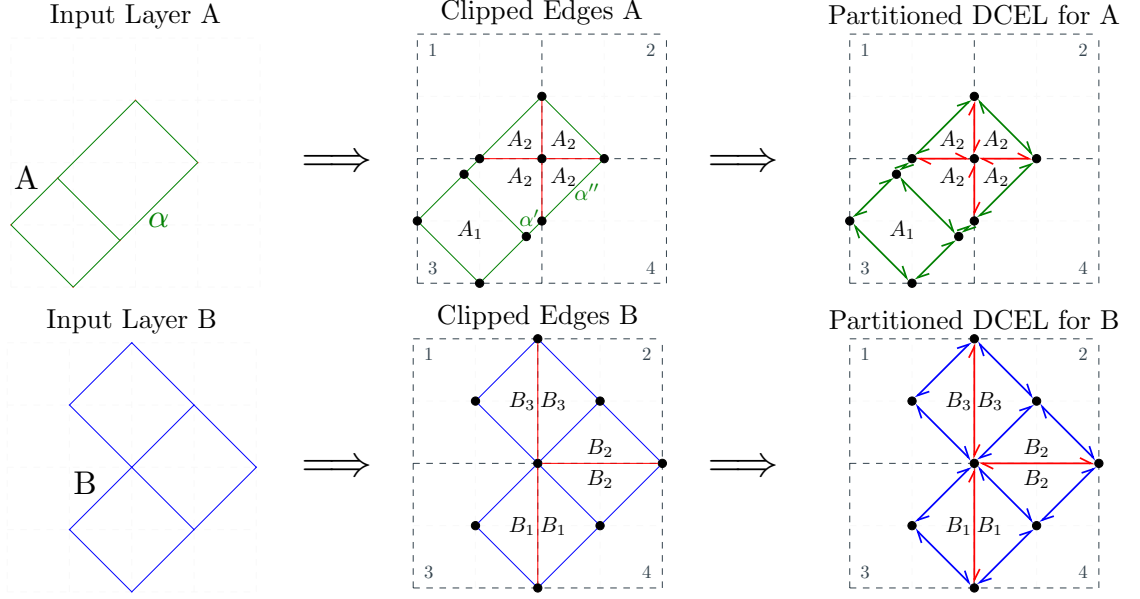 Input Layer A
Clipped Edges A
Partitioned DCEL for A
A
α
⟹
1
2
A₂
A₂
A₂
A₂
α′′
α′
A₁
3
4
⟹
1
2
A₂
A₂
A₂
A₂
A₁
3
4
Input Layer B
Clipped Edges B
Partitioned DCEL for B
B
⟹
1
2
B₃
B₃
B₂
B₂
B₁
B₁
3
4
⟹
1
2
B₃
B₃
B₂
B₂
B₁
B₁
3
4